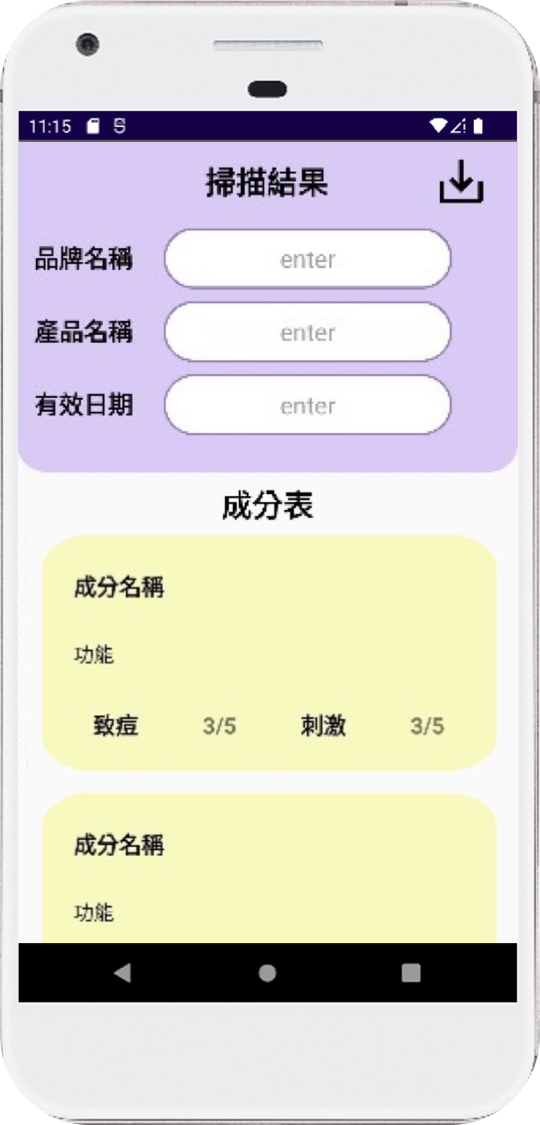 11:15
掃描結果
品牌名稱 enter
產品名稱 enter
有效日期 enter
成分表
成分名稱
功能
致痘 3/5 刺激 3/5
成分名稱
功能